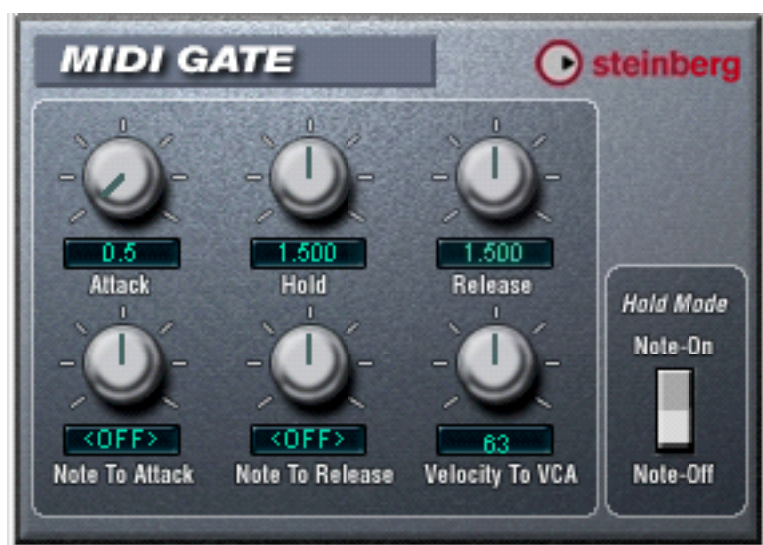 MIDI GATE
steinberg
0.5
1.500
1.500
Attack
Hold
Release
<OFF>
<OFF>
63
Note To Attack
Note To Release
Velocity To VCA
Hold Mode
Note-On
Note-Off